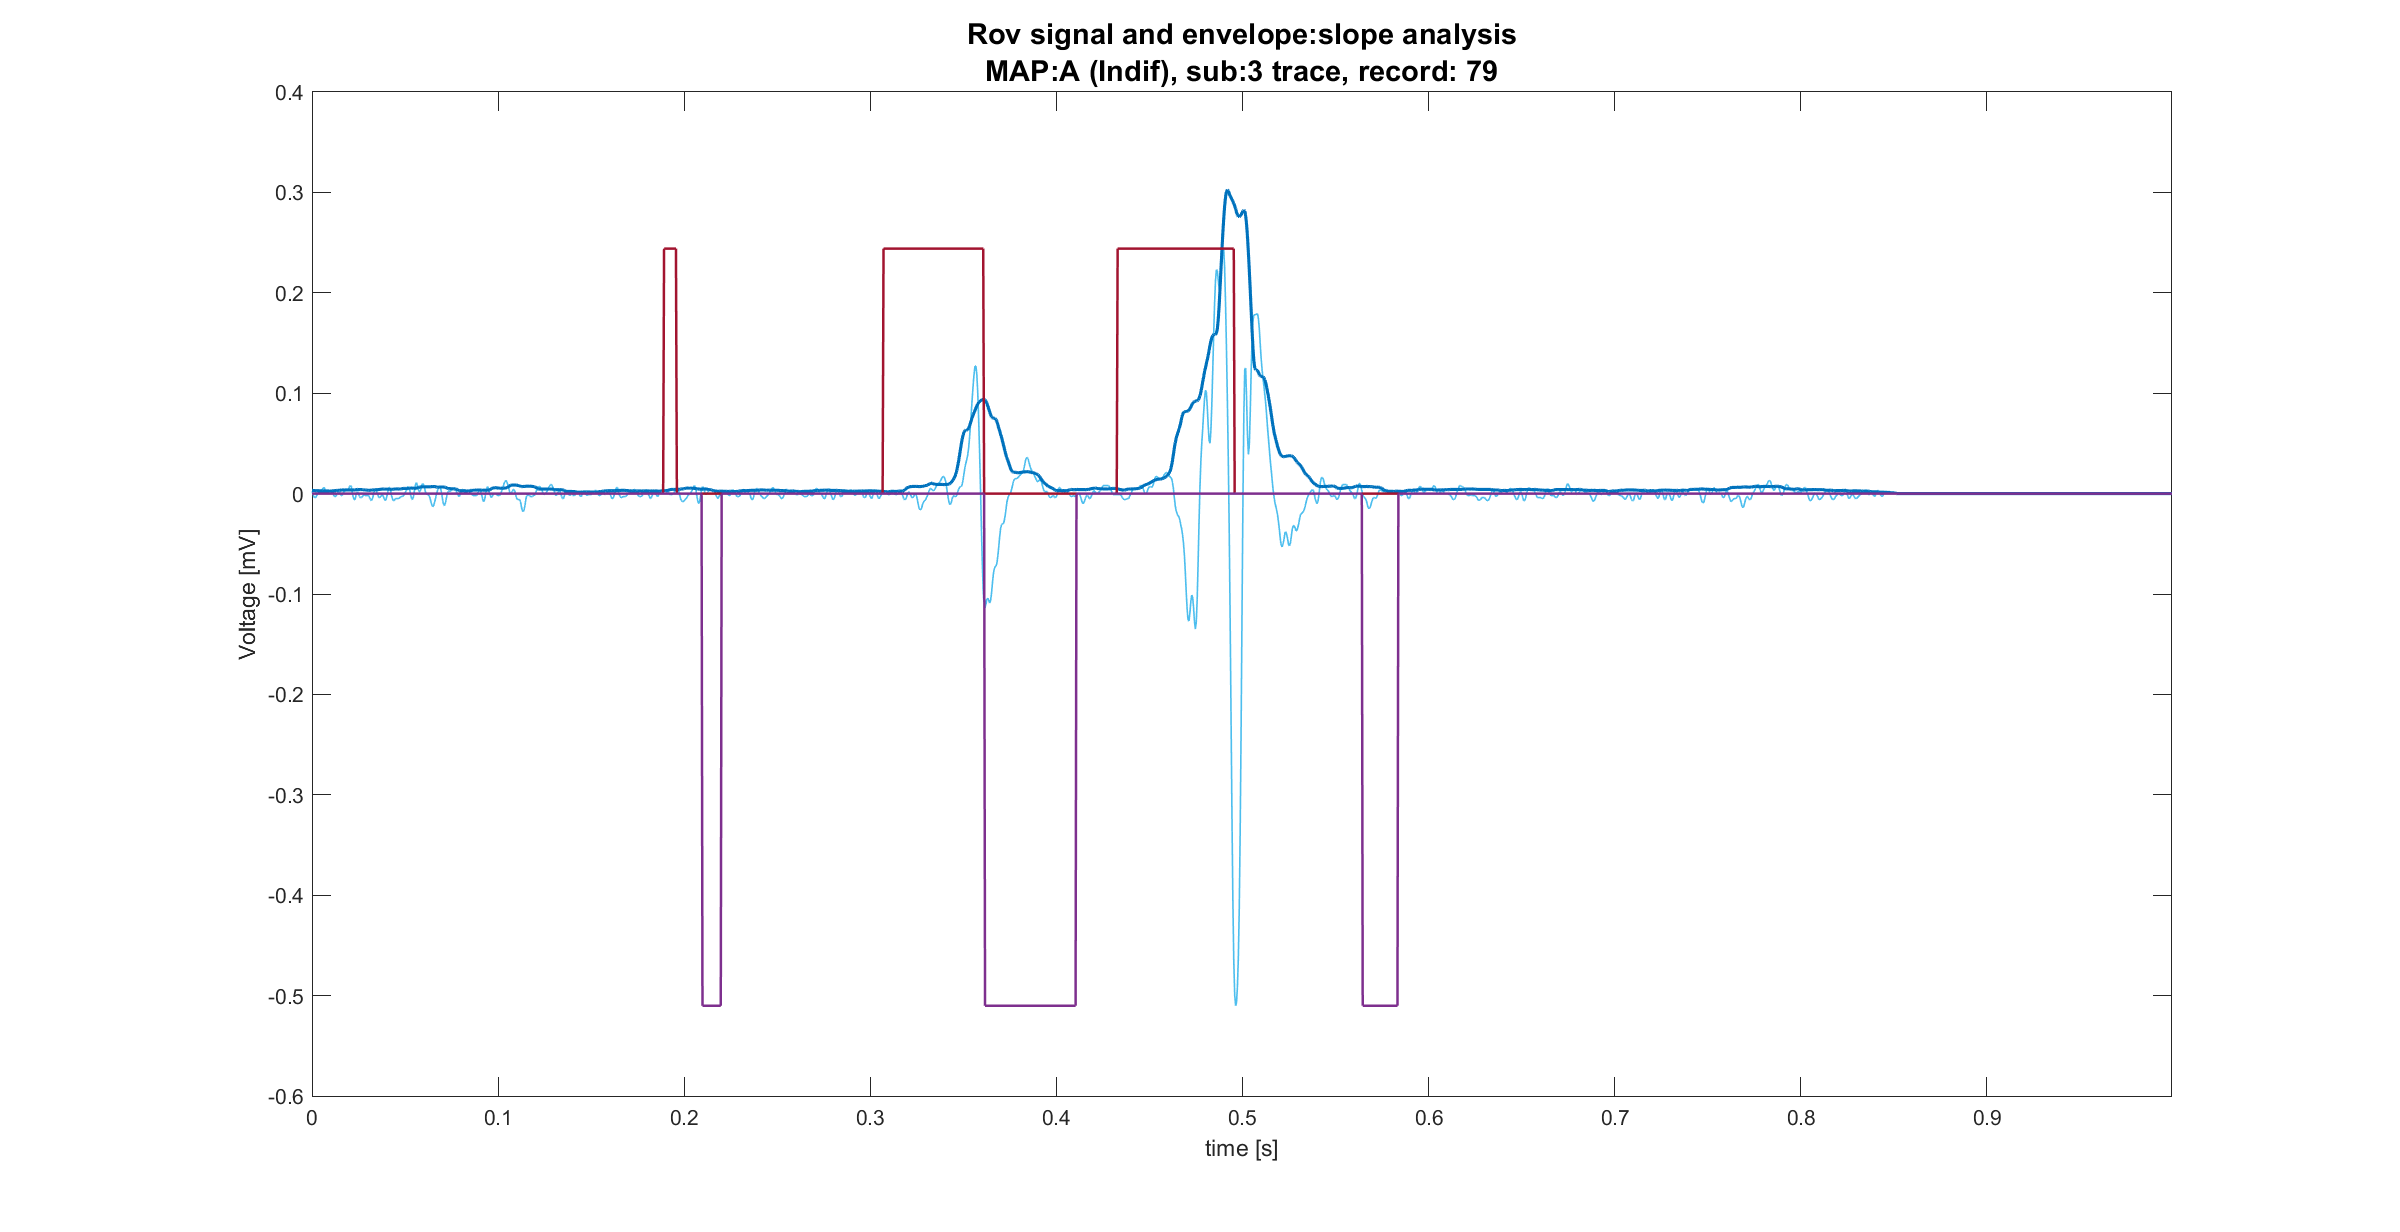 Rov signal and envelope:slope analysis
MAP:A (Indif), sub:3 trace, record: 79
0.4
0.3
0.2
0.1
0
-0.1
-0.2
-0.3
-0.4
-0.5
-0.6
Voltage [mV]
0 0.1 0.2 0.3 0.4 0.5 0.6 0.7 0.8 0.9
time [s]